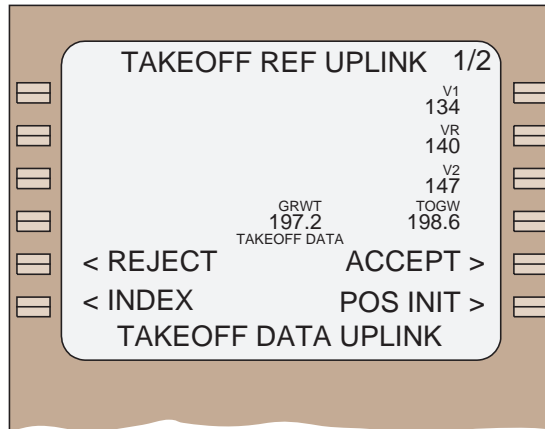 TAKEOFF REF UPLINK 1/2
V1
134
VR
140
V2
147
GRWT TOGW
197.2 198.6
TAKEOFF DATA
< REJECT ACCEPT >
< INDEX POS INIT >
TAKEOFF DATA UPLINK